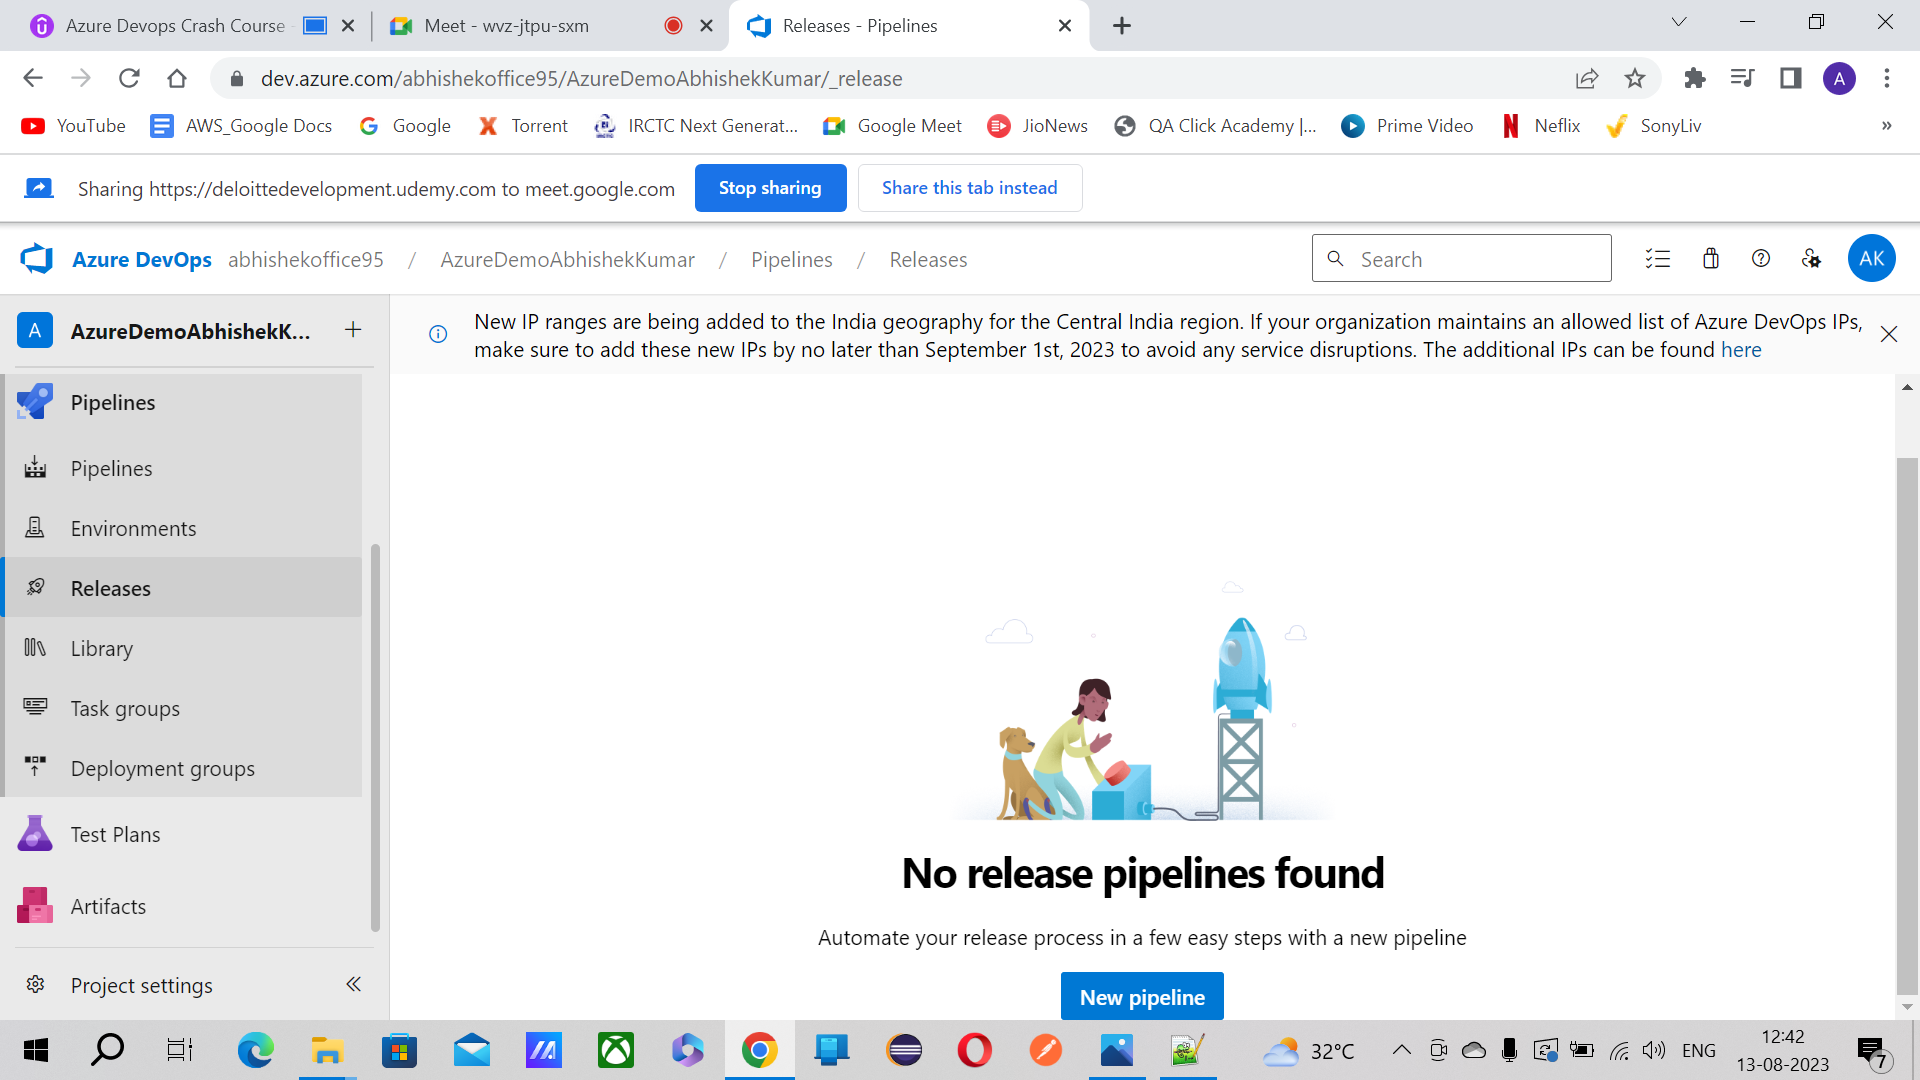 Azure Devops Crash Course
Meet - wvz-jtpu-sxm
Releases - Pipelines
dev.azure.com/abhishekoffice95/AzureDemoAbhishekKumar/_release
A
YouTube
AWS_Google Docs
Google
Torrent
IRCTC Next Generat...
Google Meet
JioNews
QA Click Academy |...
Prime Video
Neflix
SonyLiv
»
Sharing https://deloittedevelopment.udemy.com to meet.google.com
Stop sharing
Share this tab instead
Azure DevOps
abhishekoffice95 / AzureDemoAbhishekKumar / Pipelines / Releases
Search
AK
A
AzureDemoAbhishekK...
New IP ranges are being added to the India geography for the Central India region. If your organization maintains an allowed list of Azure DevOps IPs,
make sure to add these new IPs by no later than September 1st, 2023 to avoid any service disruptions. The additional IPs can be found here
Pipelines
Pipelines
Environments
Releases
Library
Task groups
Deployment groups
Test Plans
Artifacts
Project settings
No release pipelines found
Automate your release process in a few easy steps with a new pipeline
New pipeline
32°C
ENG
12:42
13-08-2023
7